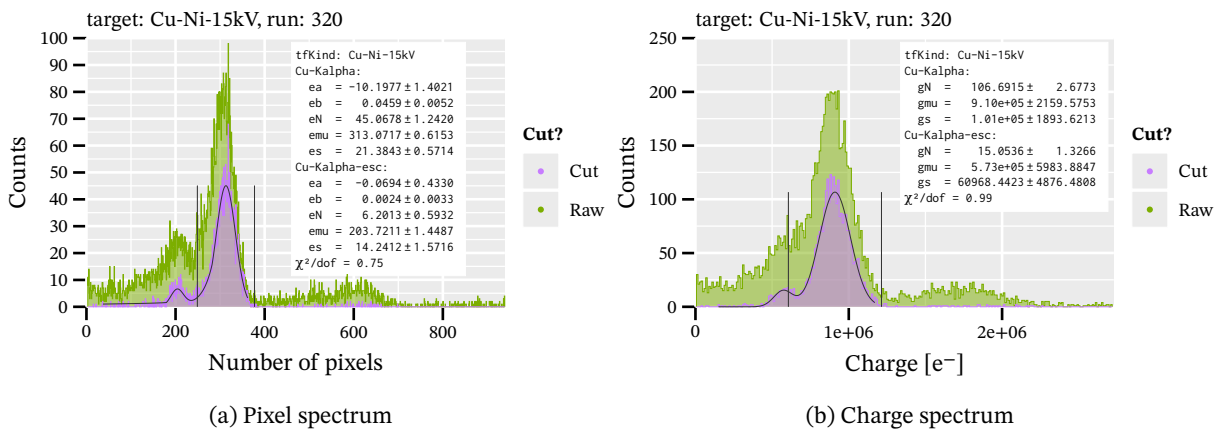 target: Cu-Ni-15kV, run: 320
100
90
80
70
60
50
40
30
20
10
0
Counts
0
200
400
600
800
Number of pixels
tfKind: Cu-Ni-15kV
Cu-Kalpha:
ea = -10.1977 ± 1.4021
eb = 0.0459 ± 0.0052
eN = 45.0678 ± 1.2420
emu = 313.0717 ± 0.6153
es = 21.3843 ± 0.5714
Cu-Kalpha-esc:
ea = -0.0694 ± 0.4330
eb = 0.0024 ± 0.0033
eN = 6.2013 ± 0.5932
emu = 203.7211 ± 1.4487
es = 14.2412 ± 1.5716
χ²/dof = 0.75
Cut?
Cut
Raw
(a) Pixel spectrum
target: Cu-Ni-15kV, run: 320
250
200
150
100
50
0
Counts
0
1e+06
2e+06
Charge [e⁻]
tfKind: Cu-Ni-15kV
Cu-Kalpha:
gN = 106.6915 ± 2.6773
gmu = 9.10e+05 ± 2159.5753
gs = 1.01e+05 ± 1893.6213
Cu-Kalpha-esc:
gN = 15.0536 ± 1.3266
gmu = 5.73e+05 ± 5983.8847
gs = 60968.4423 ± 4876.4808
χ²/dof = 0.99
Cut?
Cut
Raw
(b) Charge spectrum